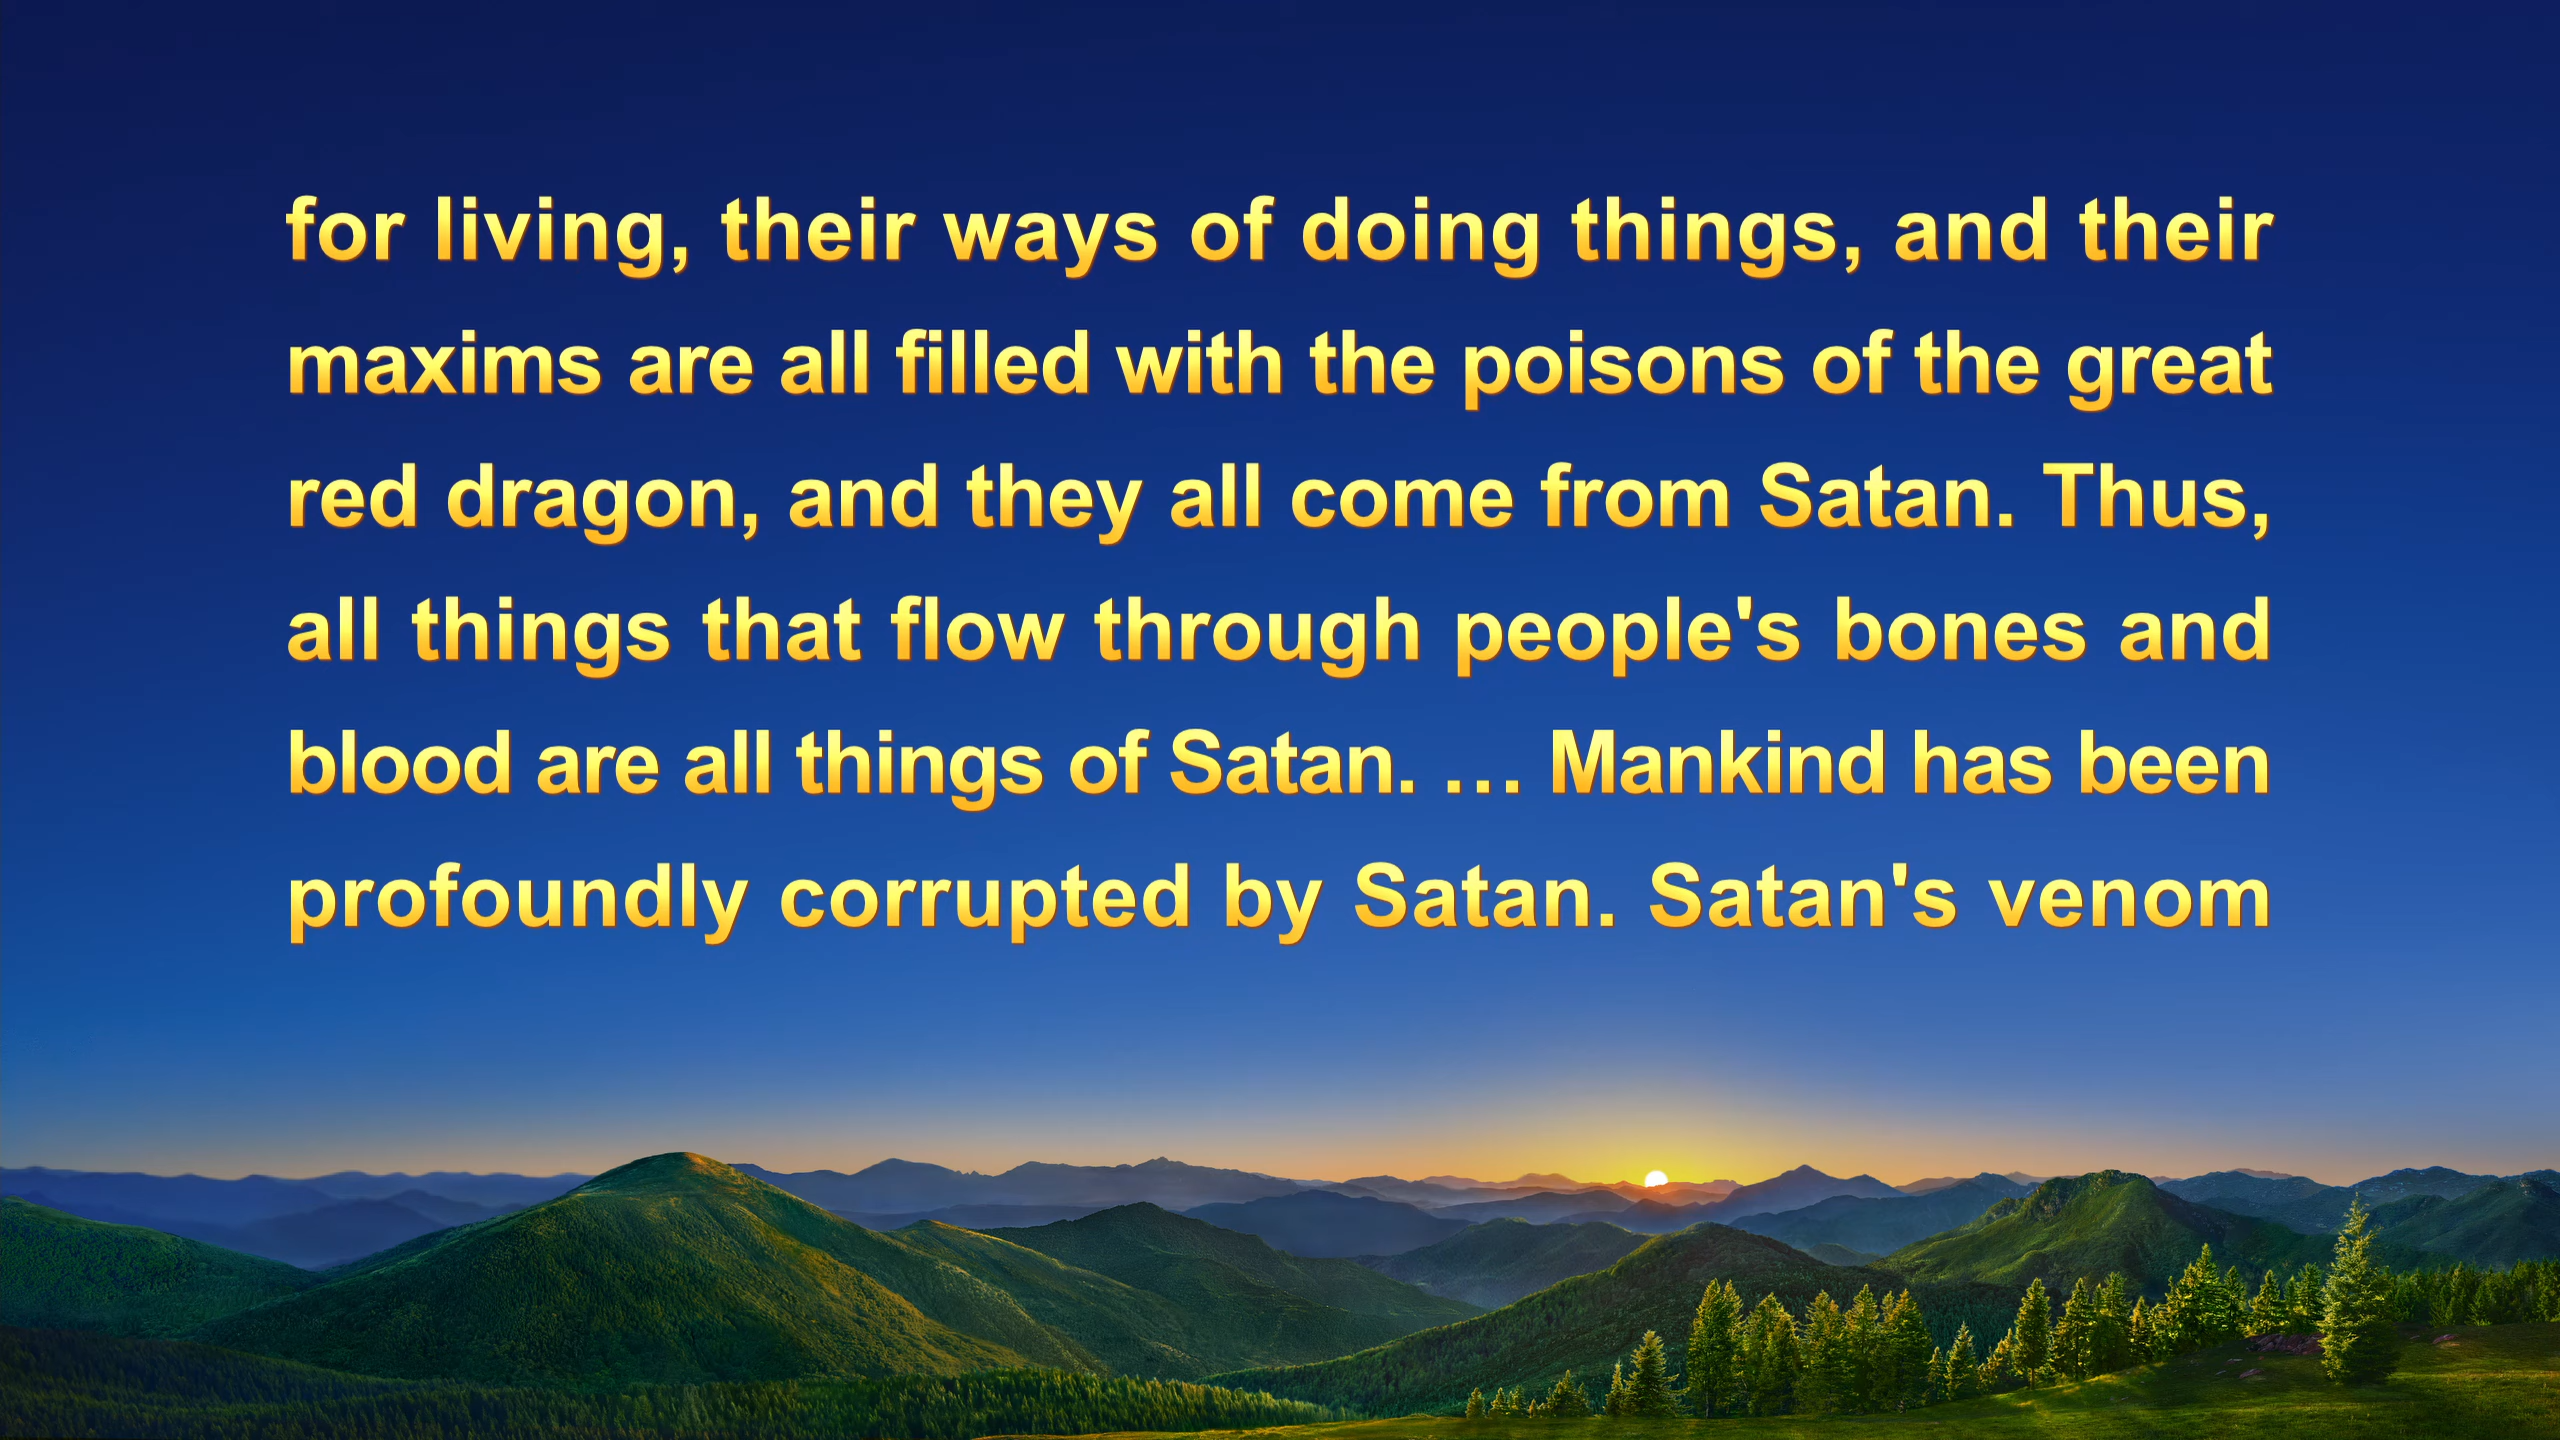 for living, their ways of doing things, and their
maxims are all filled with the poisons of the great
red dragon, and they all come from Satan. Thus,
all things that flow through people's bones and
blood are all things of Satan. … Mankind has been
profoundly corrupted by Satan. Satan's venom